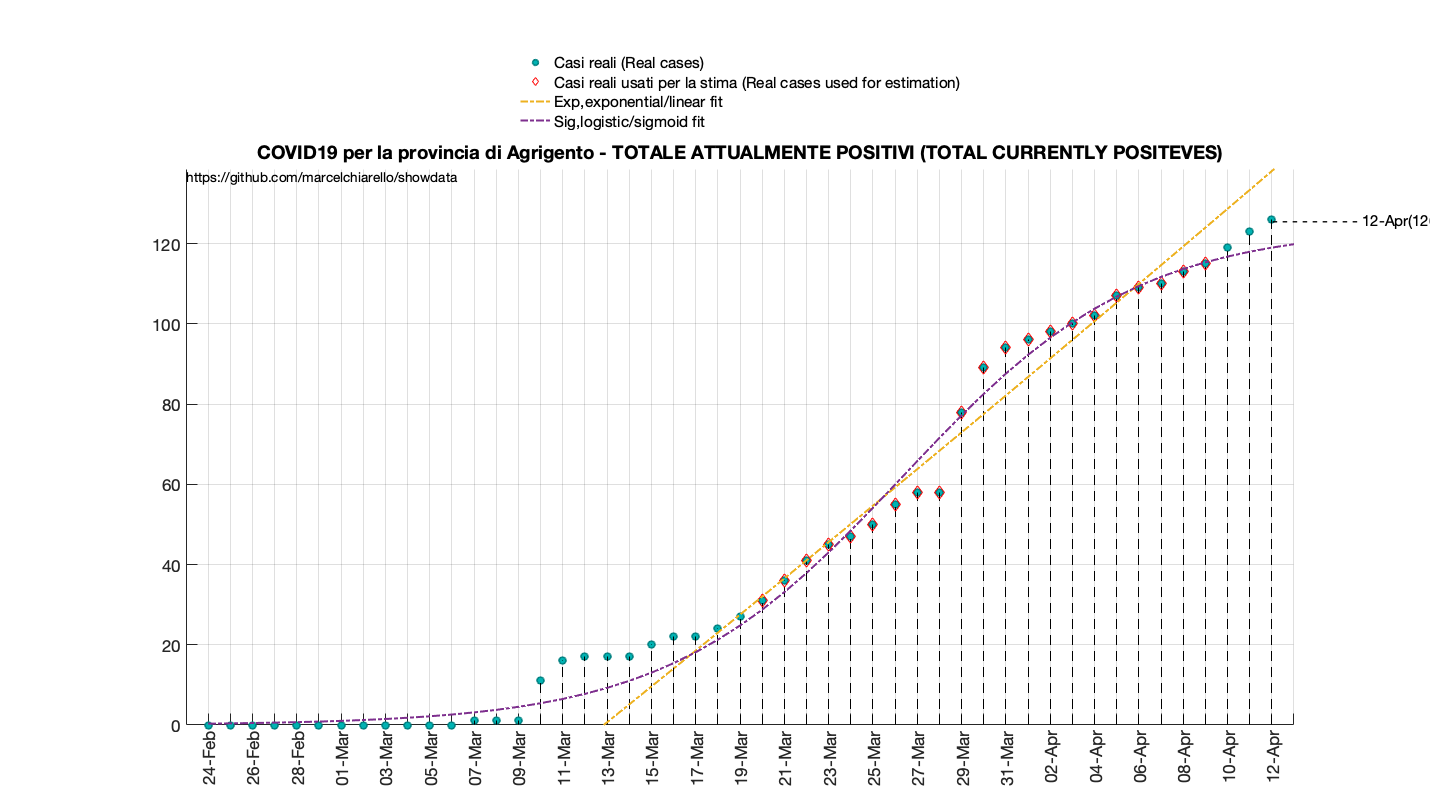 Casi reali (Real cases)
Casi reali usati per la stima (Real cases used for estimation)
Exp,exponential/linear fit
Sig,logistic/sigmoid fit
COVID19 per la provincia di Agrigento - TOTALE ATTUALMENTE POSITIVI (TOTAL CURRENTLY POSITEVES)
https://github.com/marcelchiarello/showdata
12-Apr(12
120
100
80
60
40
20
0
24-Feb
26-Feb
28-Feb
01-Mar
03-Mar
05-Mar
07-Mar
09-Mar
11-Mar
13-Mar
15-Mar
17-Mar
19-Mar
21-Mar
23-Mar
25-Mar
27-Mar
29-Mar
31-Mar
02-Apr
04-Apr
06-Apr
08-Apr
10-Apr
12-Apr